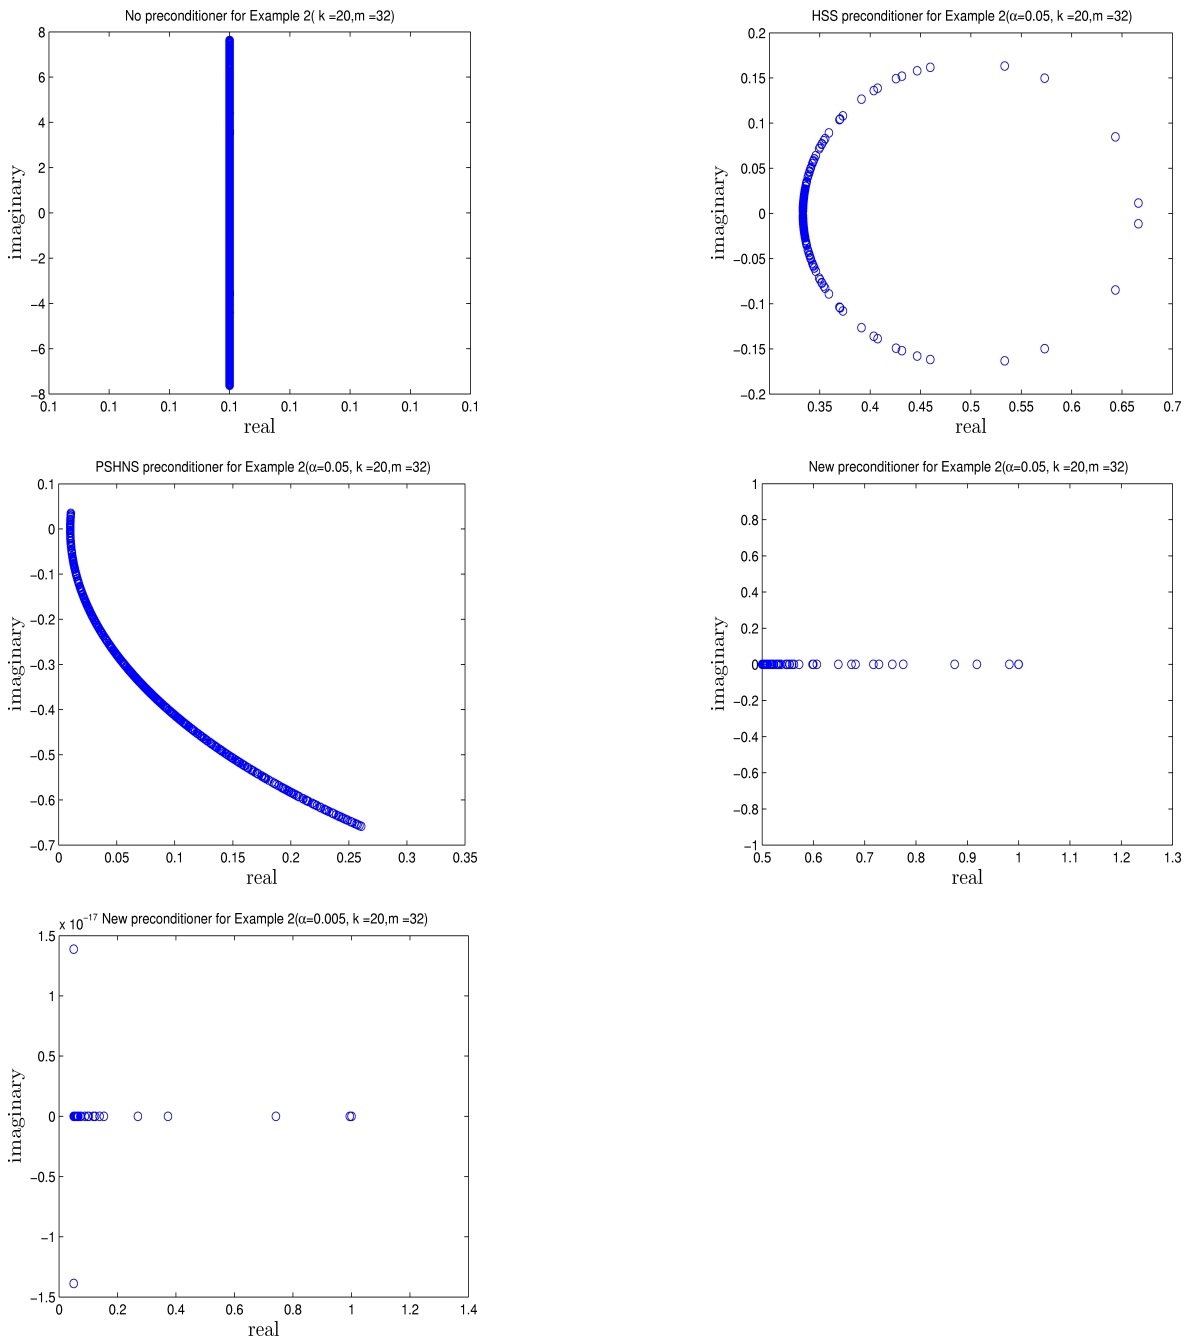 No preconditioner for Example 2( k =20,m =32)
8
6
4
2
0
−2
−4
−6
−8
imaginary
0.1 0.1 0.1 0.1 0.1 0.1 0.1 0.1
real
HSS preconditioner for Example 2(α=0.05, k =20,m =32)
0.2
0.15
0.1
0.05
0
−0.05
−0.1
−0.15
−0.2
imaginary
0.35 0.4 0.45 0.5 0.55 0.6 0.65 0.7
real
PSHNS preconditioner for Example 2(α=0.05, k =20,m =32)
0.1
0
−0.1
−0.2
−0.3
−0.4
−0.5
−0.6
−0.7
imaginary
0 0.05 0.1 0.15 0.2 0.25 0.3 0.35
real
New preconditioner for Example 2(α=0.05, k =20,m =32)
1
0.8
0.6
0.4
0.2
0
−0.2
−0.4
−0.6
−0.8
−1
imaginary
0.5 0.6 0.7 0.8 0.9 1 1.1 1.2 1.3
real
x 10⁻¹⁷ New preconditioner for Example 2(α=0.005, k =20,m =32)
1.5
1
0.5
0
−0.5
−1
−1.5
imaginary
0 0.2 0.4 0.6 0.8 1 1.2 1.4
real